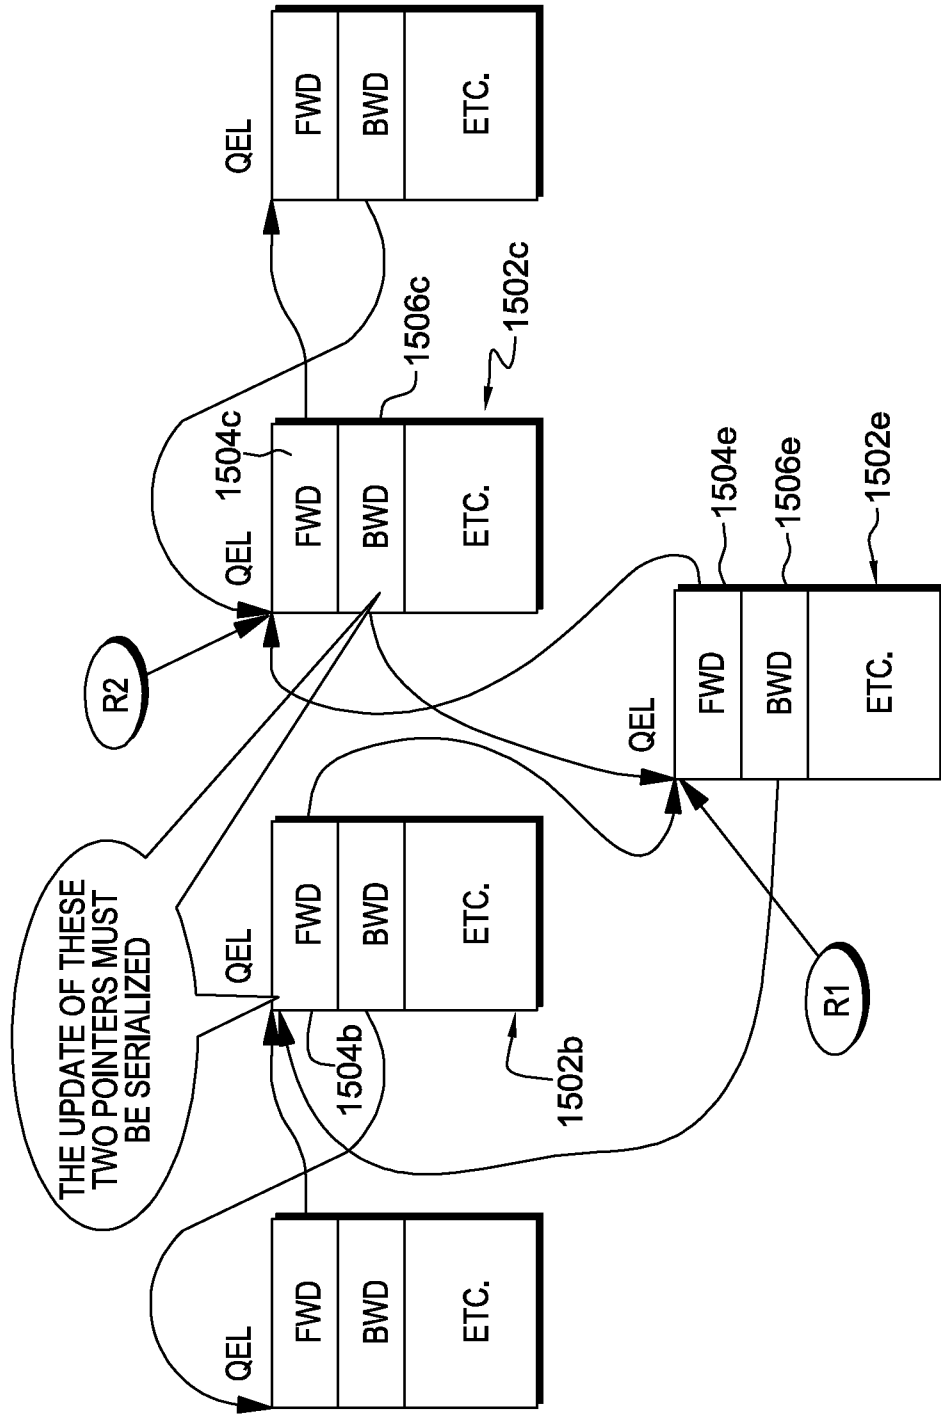 THE UPDATE OF THESE
TWO POINTERS MUST
BE SERIALIZED
R2
QEL
FWD
BWD
ETC.
QEL
1504b
FWD
BWD
ETC.
1502b
QEL
1504c
FWD
BWD
1506c
ETC.
1502c
QEL
FWD
BWD
ETC.
R1
QEL
FWD
1504e
BWD
1506e
ETC.
1502e